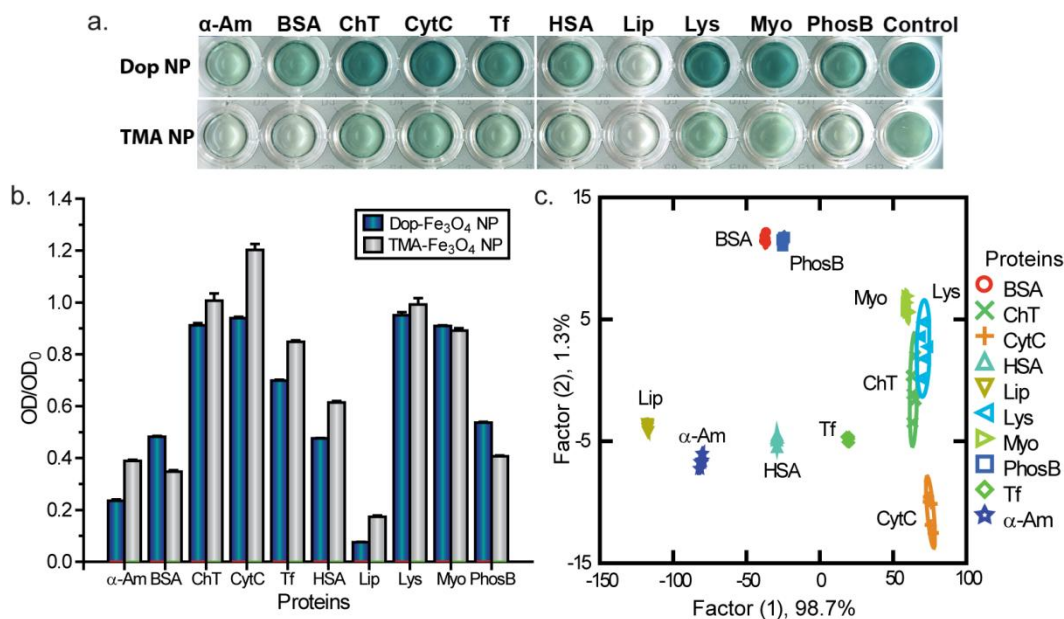 a.
α-Am BSA ChT CytC Tf HSA Lip Lys Myo PhosB Control
Dop NP
TMA NP
b.
1.4
1.2
1.0
0.8
0.6
0.4
0.2
0.0
OD/OD₀
Dop-Fe₃O₄ NP
TMA-Fe₃O₄ NP
α-Am BSA ChT CytC Tf HSA Lip Lys Myo PhosB
Proteins
c.
15
5
-5
-15
Factor (2), 1.3%
BSA
PhosB
Myo
Lys
ChT
Lip
α-Am
HSA
Tf
CytC
-150 -100 -50 0 50 100
Factor (1), 98.7%
Proteins
BSA
ChT
CytC
HSA
Lip
Lys
Myo
PhosB
Tf
α-Am